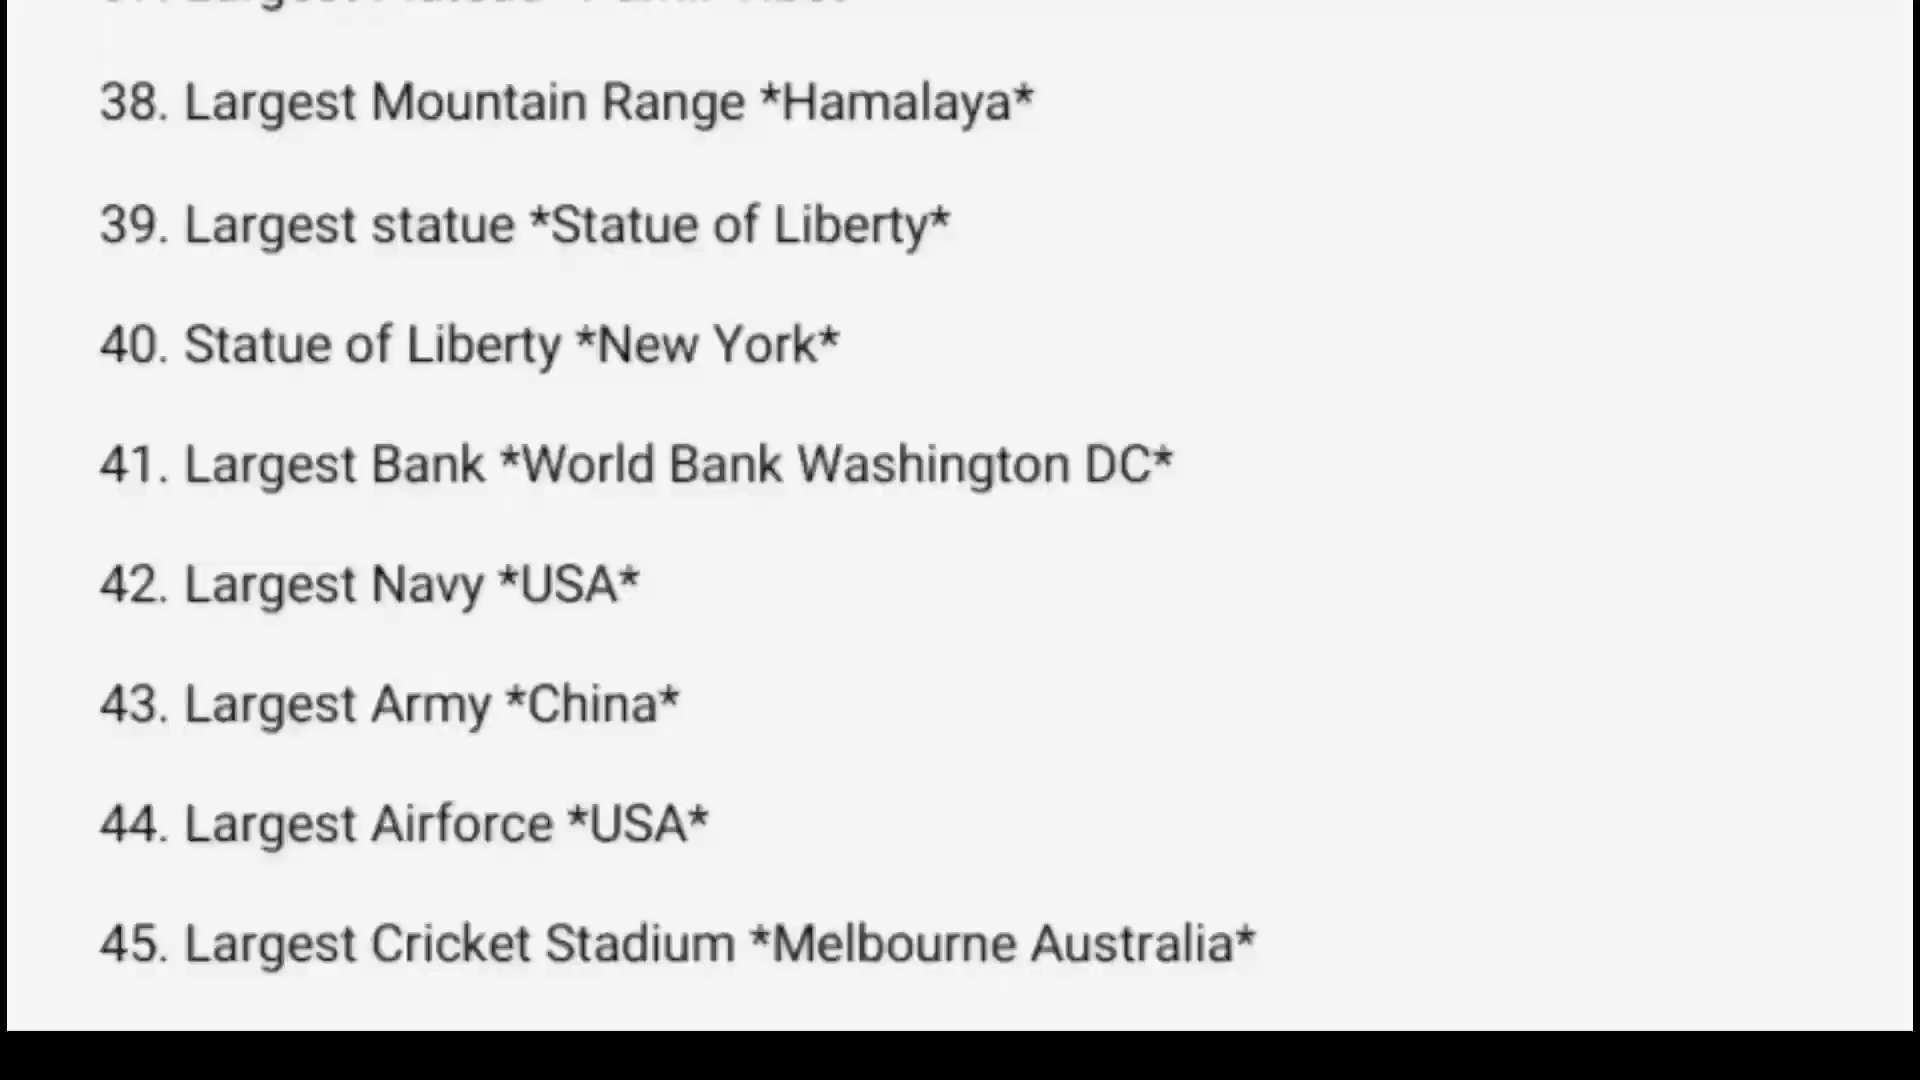 38. Largest Mountain Range *Hamalaya*
39. Largest statue *Statue of Liberty*
40. Statue of Liberty *New York*
41. Largest Bank *World Bank Washington DC*
42. Largest Navy *USA*
43. Largest Army *China*
44. Largest Airforce *USA*
45. Largest Cricket Stadium *Melbourne Australia*